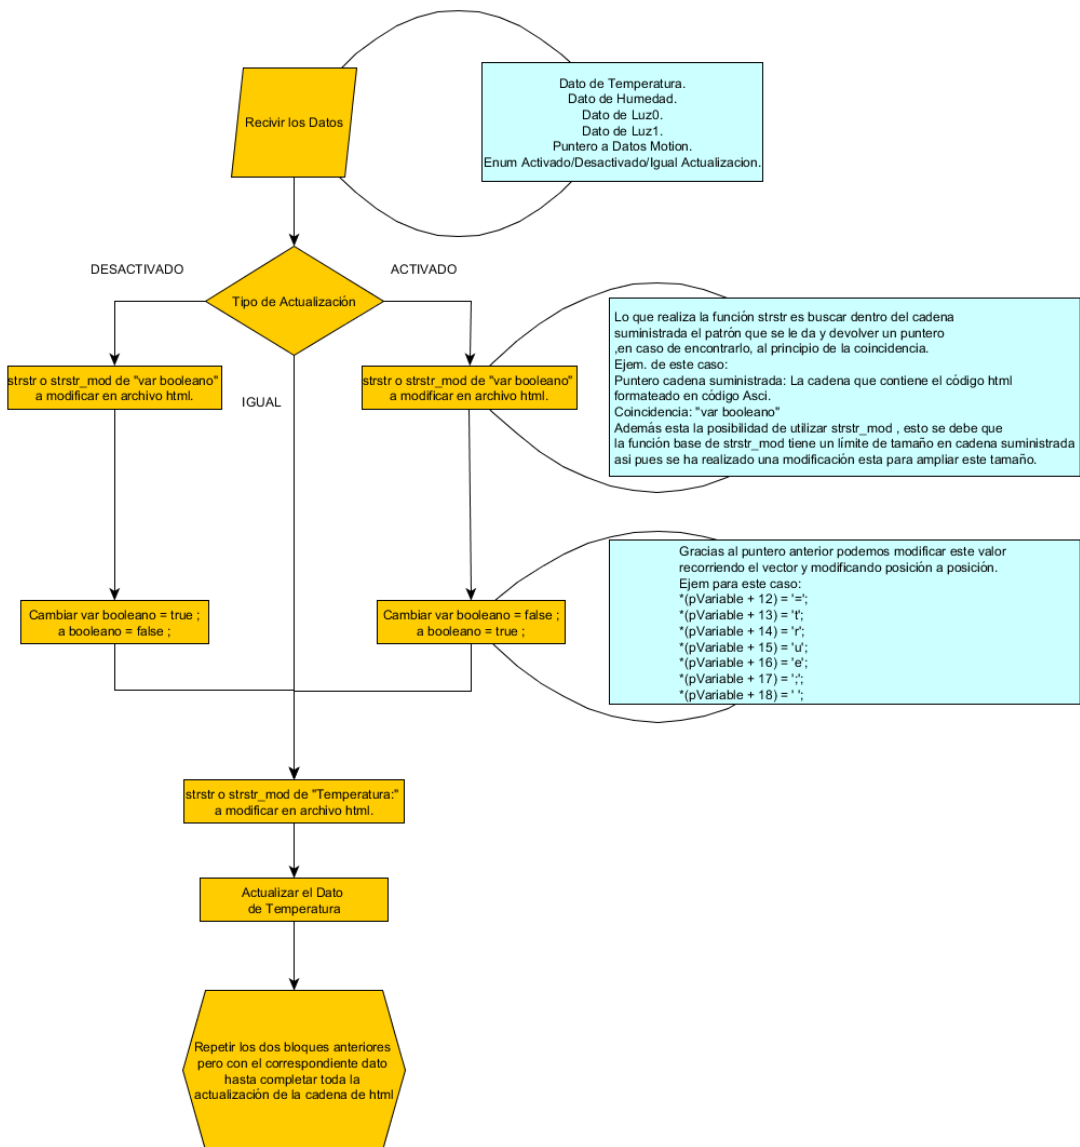 Recivir los Datos
Dato de Temperatura.
Dato de Humedad.
Dato de Luz0.
Dato de Luz1.
Puntero a Datos Motion.
Enum Activado/Desactivado/Igual Actualizacion.
DESACTIVADO
ACTIVADO
Tipo de Actualización
IGUAL
strstr o strstr_mod de "var booleano"
a modificar en archivo html.
strstr o strstr_mod de "var booleano"
a modificar en archivo html.
Lo que realiza la función strstr es buscar dentro del cadena
suministrada el patrón que se le da y devolver un puntero
,en caso de encontrarlo, al principio de la coincidencia.
Ejem. de este caso:
Puntero cadena suministrada: La cadena que contiene el código html
formateado en código Asci.
Coincidencia: "var booleano"
Además esta la posibilidad de utilizar strstr_mod , esto se debe que
la función base de strstr_mod tiene un límite de tamaño en cadena suministrada
asi pues se ha realizado una modificación esta para ampliar este tamaño.
Cambiar var booleano = true ;
a booleano = false ;
Cambiar var booleano = false ;
a booleano = true ;
Gracias al puntero anterior podemos modificar este valor
recorriendo el vector y modificando posición a posición.
Ejem para este caso:
*(pVariable + 12) = '=';
*(pVariable + 13) = 't';
*(pVariable + 14) = 'r';
*(pVariable + 15) = 'u';
*(pVariable + 16) = 'e';
*(pVariable + 17) = ';';
*(pVariable + 18) = ' ';
strstr o strstr_mod de "Temperatura:"
a modificar en archivo html.
Actualizar el Dato
de Temperatura
Repetir los dos bloques anteriores
pero con el correspondiente dato
hasta completar toda la
actualización de la cadena de html